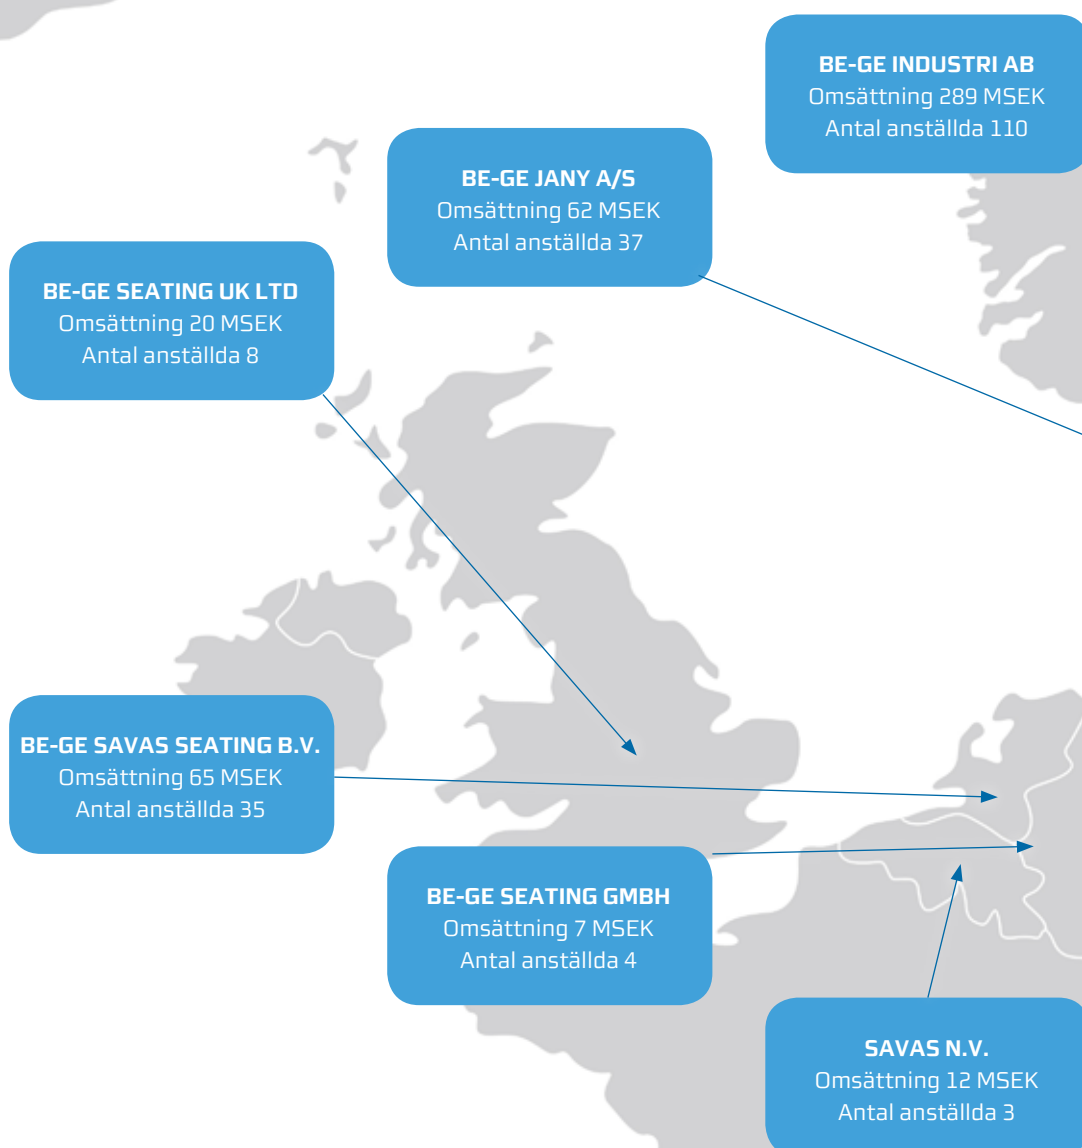 BE-GE INDUSTRI AB
Omsättning 289 MSEK
Antal anställda 110
BE-GE JANY A/S
Omsättning 62 MSEK
Antal anställda 37
BE-GE SEATING UK LTD
Omsättning 20 MSEK
Antal anställda 8
BE-GE SAVAS SEATING B.V.
Omsättning 65 MSEK
Antal anställda 35
BE-GE SEATING GMBH
Omsättning 7 MSEK
Antal anställda 4
SAVAS N.V.
Omsättning 12 MSEK
Antal anställda 3